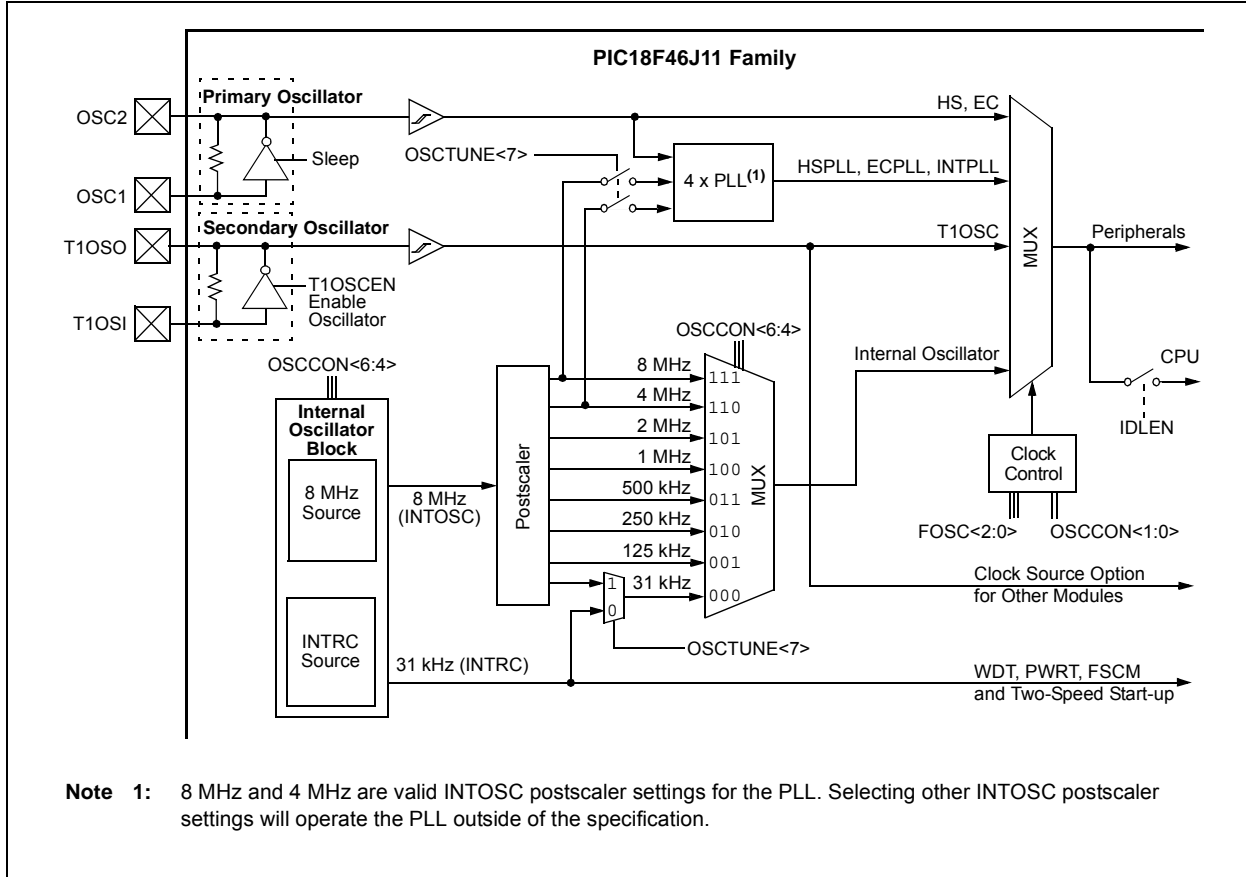 PIC18F46J11 Family
Primary Oscillator
OSC2
HS, EC
Sleep
OSCTUNE<7>
4 x PLL(1)
HSPLL, ECPLL, INTPLL
OSC1
Secondary Oscillator
T1OSO
T1OSC
MUX
Peripherals
T1OSCEN
Enable
Oscillator
T1OSI
OSCCON<6:4>
OSCCON<6:4>
Internal Oscillator
CPU
IDLEN
Internal
Oscillator
Block
8 MHz
Source
8 MHz
(INTOSC)
Postscaler
8 MHz
111
4 MHz
110
2 MHz
101
1 MHz
100
500 kHz
011
250 kHz
010
125 kHz
001
1
0
31 kHz
000
MUX
Clock
Control
FOSC<2:0>
OSCCON<1:0>
Clock Source Option
for Other Modules
INTRC
Source
31 kHz (INTRC)
OSCTUNE<7>
WDT, PWRT, FSCM
and Two-Speed Start-up
Note 1: 8 MHz and 4 MHz are valid INTOSC postscaler settings for the PLL. Selecting other INTOSC postscaler
settings will operate the PLL outside of the specification.